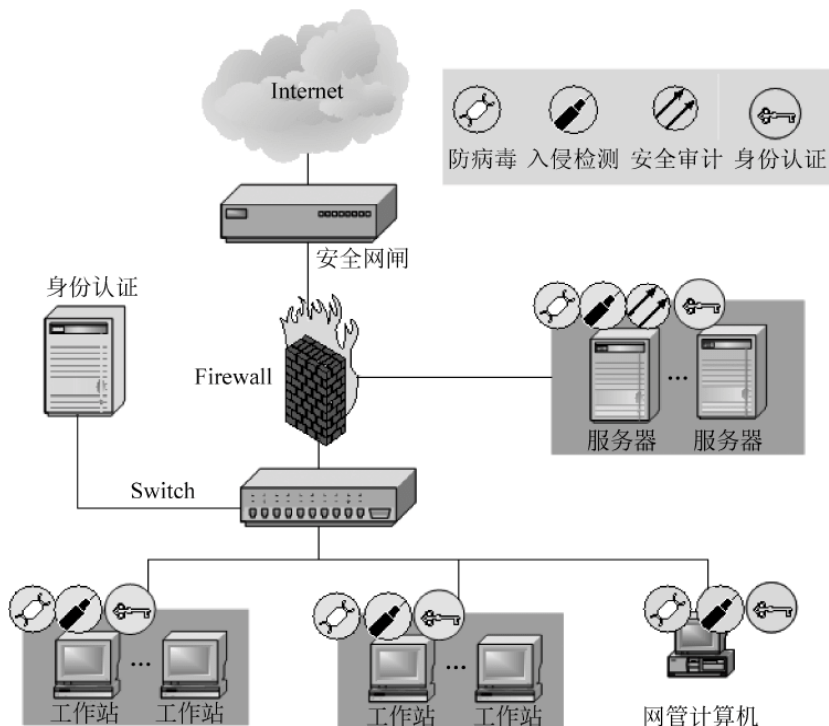 Internet
防病毒 入侵检测 安全审计 身份认证
安全网闸
身份认证
Firewall
服务器 服务器
Switch
工作站 工作站
工作站 工作站
网管计算机